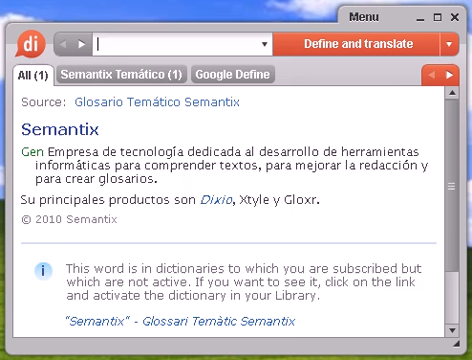 Menu
di
Define and translate
All (1)
Semantix Temático (1)
Google Define
Source: Glosario Temático Semantix
Semantix
Gen Empresa de tecnología dedicada al desarrollo de herramientas
informáticas para comprender textos, para mejorar la redacción y
para crear glosarios.
Su principales productos son Dixio, Xtyle y Gloxr.
© 2010 Semantix
i
This word is in dictionaries to which you are subscribed but
which are not active. If you want to see it, click on the link
and activate the dictionary in your Library.
"Semantix" - Glossari Temàtic Semantix